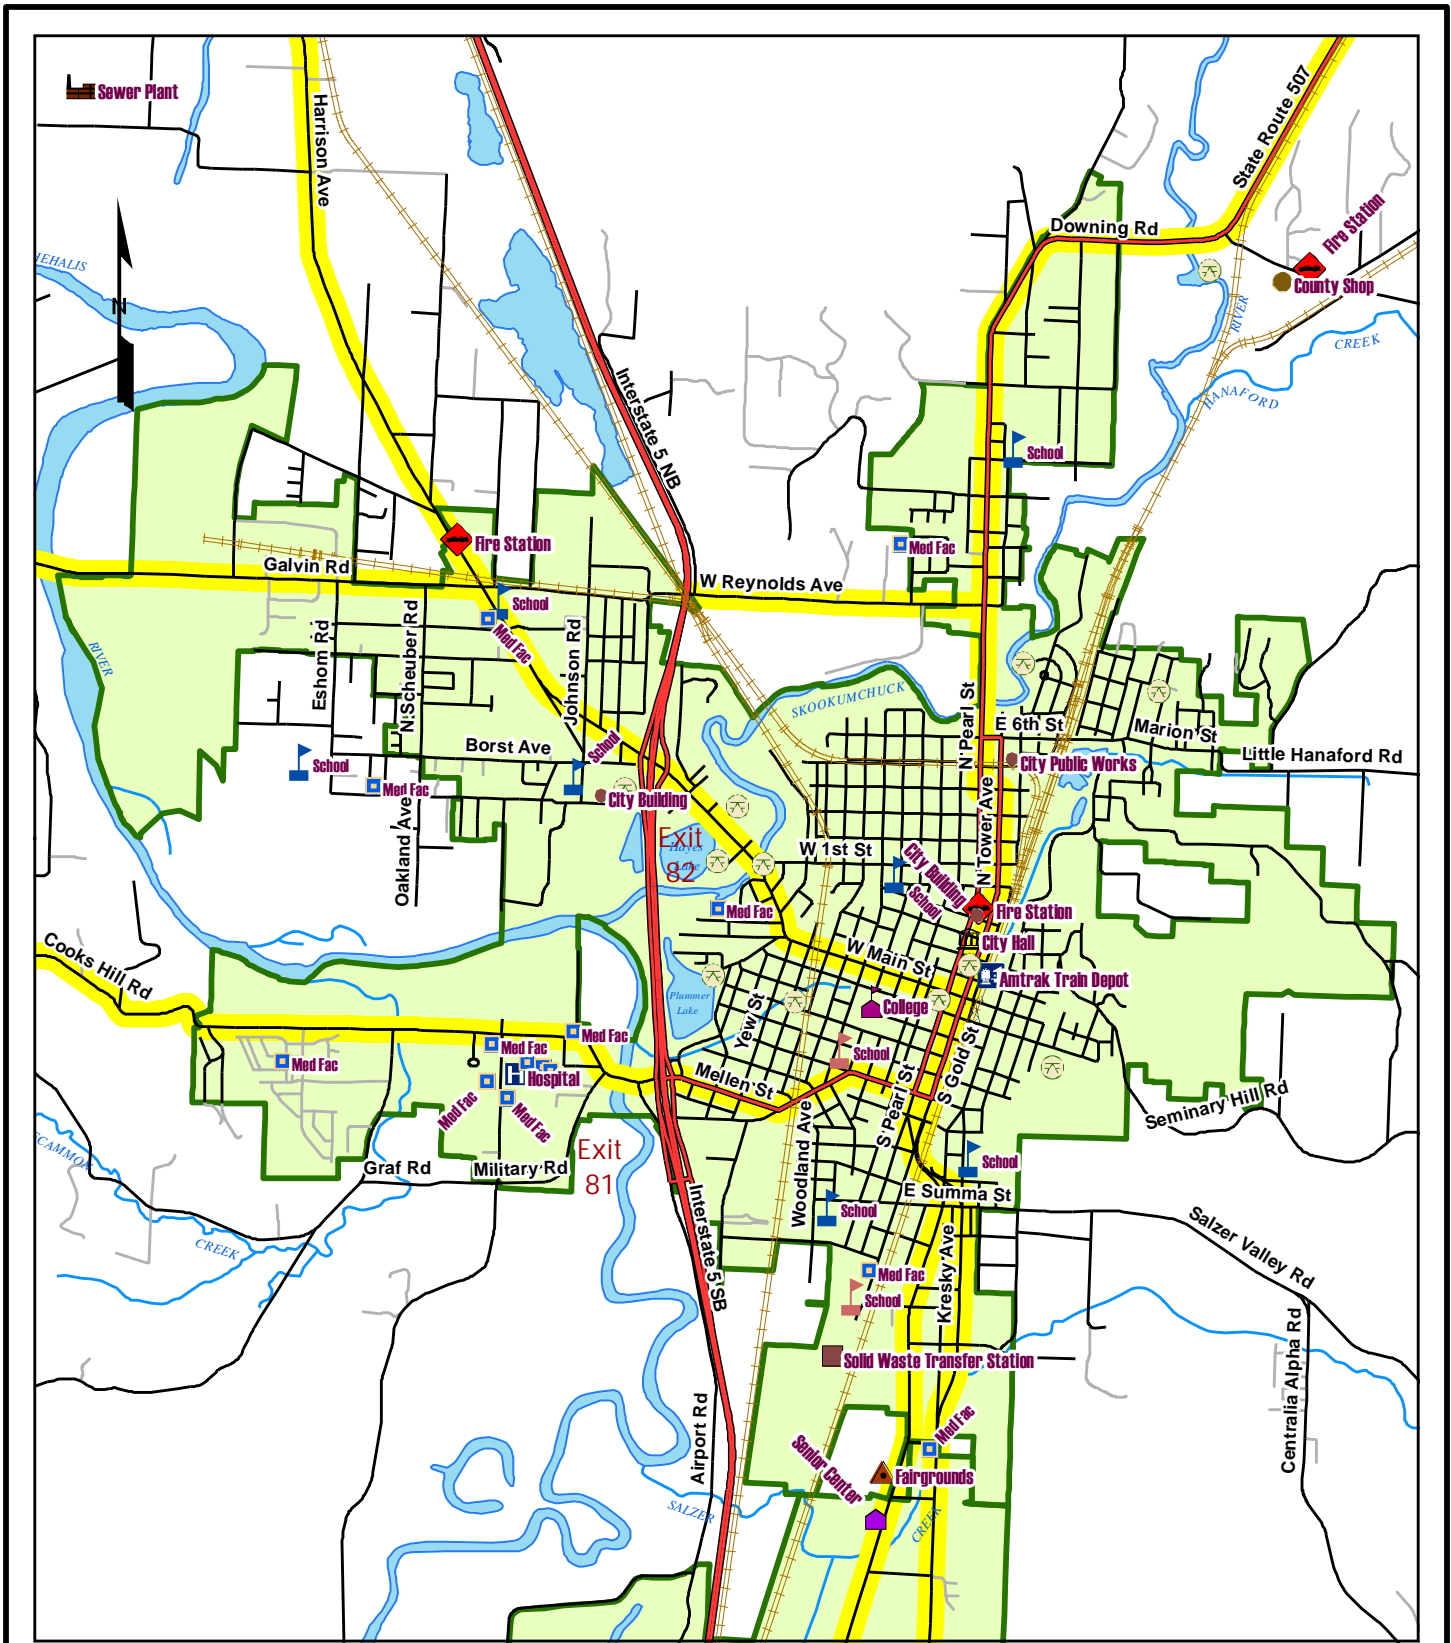 Sewer Plant
Harrison Ave
State Route 507
Downing Rd
Fire Station
County Shop
N
RIVER
CREEK
HANAFORD
Interstate 5 NB
School
Med Fac
Fire Station
Galvin Rd
W Reynolds Ave
School
Med Fac
Eshom Rd
N Scheuber Rd
Johnson Rd
RIVER
SKOOKUMCHUCK
N Pearl St
E 6th St
Marion St
Little Hanaford Rd
Borst Ave
School
School
Med Fac
City Building
City Public Works
Oakland Ave
Exit
82
Hayes
Lake
W 1st St
N Tower Ave
City Building
School
Fire Station
Med Fac
City Hall
W Main St
Amtrak Train Depot
Cooks Hill Rd
Plummer
Lake
College
Yew St
Med Fac
Med Fac
Med Fac
Hospital
School
Mellen St
S Gold St
S Pearl St
Med Fac
Med Fac
Woodland Ave
Seminary Hill Rd
SCAMMON
Exit
81
Graf Rd
Military Rd
School
E Summa St
School
Interstate 5 SB
Salzer Valley Rd
CREEK
Med Fac
School
Kresky Ave
Solid Waste Transfer Station
Centralia Alpha Rd
Airport Rd
Med Fac
Senior Center
Fairgrounds
SALZER
CREEK